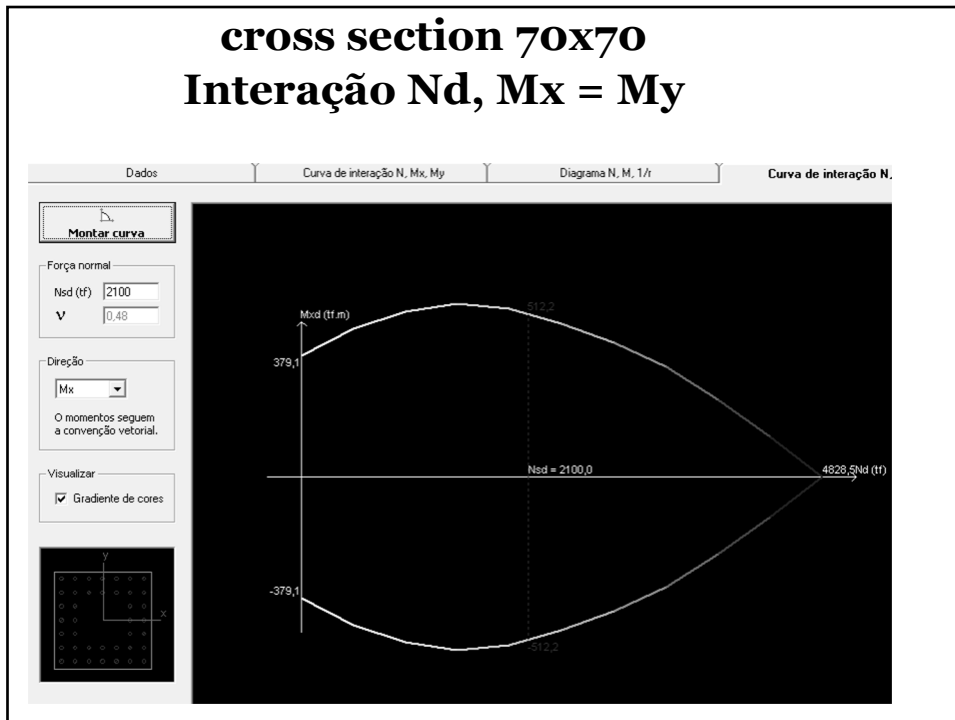 cross section 70x70
Interação Nd, Mx = My
Dados
Curva de interação N, Mx, My
Diagrama N, M, 1/r
Curva de interação N,
Montar curva
Força normal
Nsd (tf) 2100
ν 0,48
Direção
Mx
O momentos seguem
a convenção vetorial.
Visualizar
Gradiente de cores
y
x
Mxd (tf.m)
512,2
379,1
Nsd = 2100,0
4828,5Nd (tf)
-379,1
-512,2